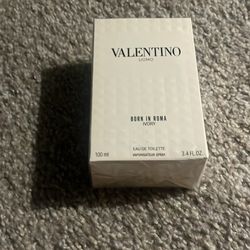 VALENTINO
UOMO
BORN IN ROMA
IVORY
EAU DE TOILETTE
100 ml VAPORISATEUR SPRAY 3.4 FL.OZ.